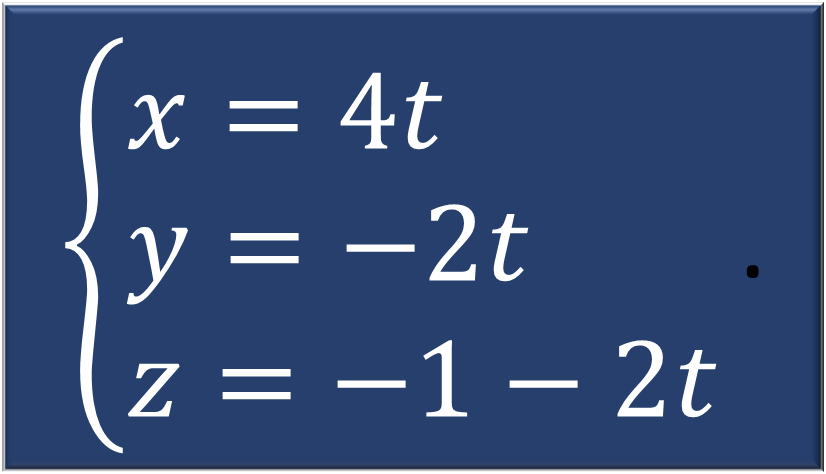 x = 4t
y = −2t
z = −1 − 2t
.